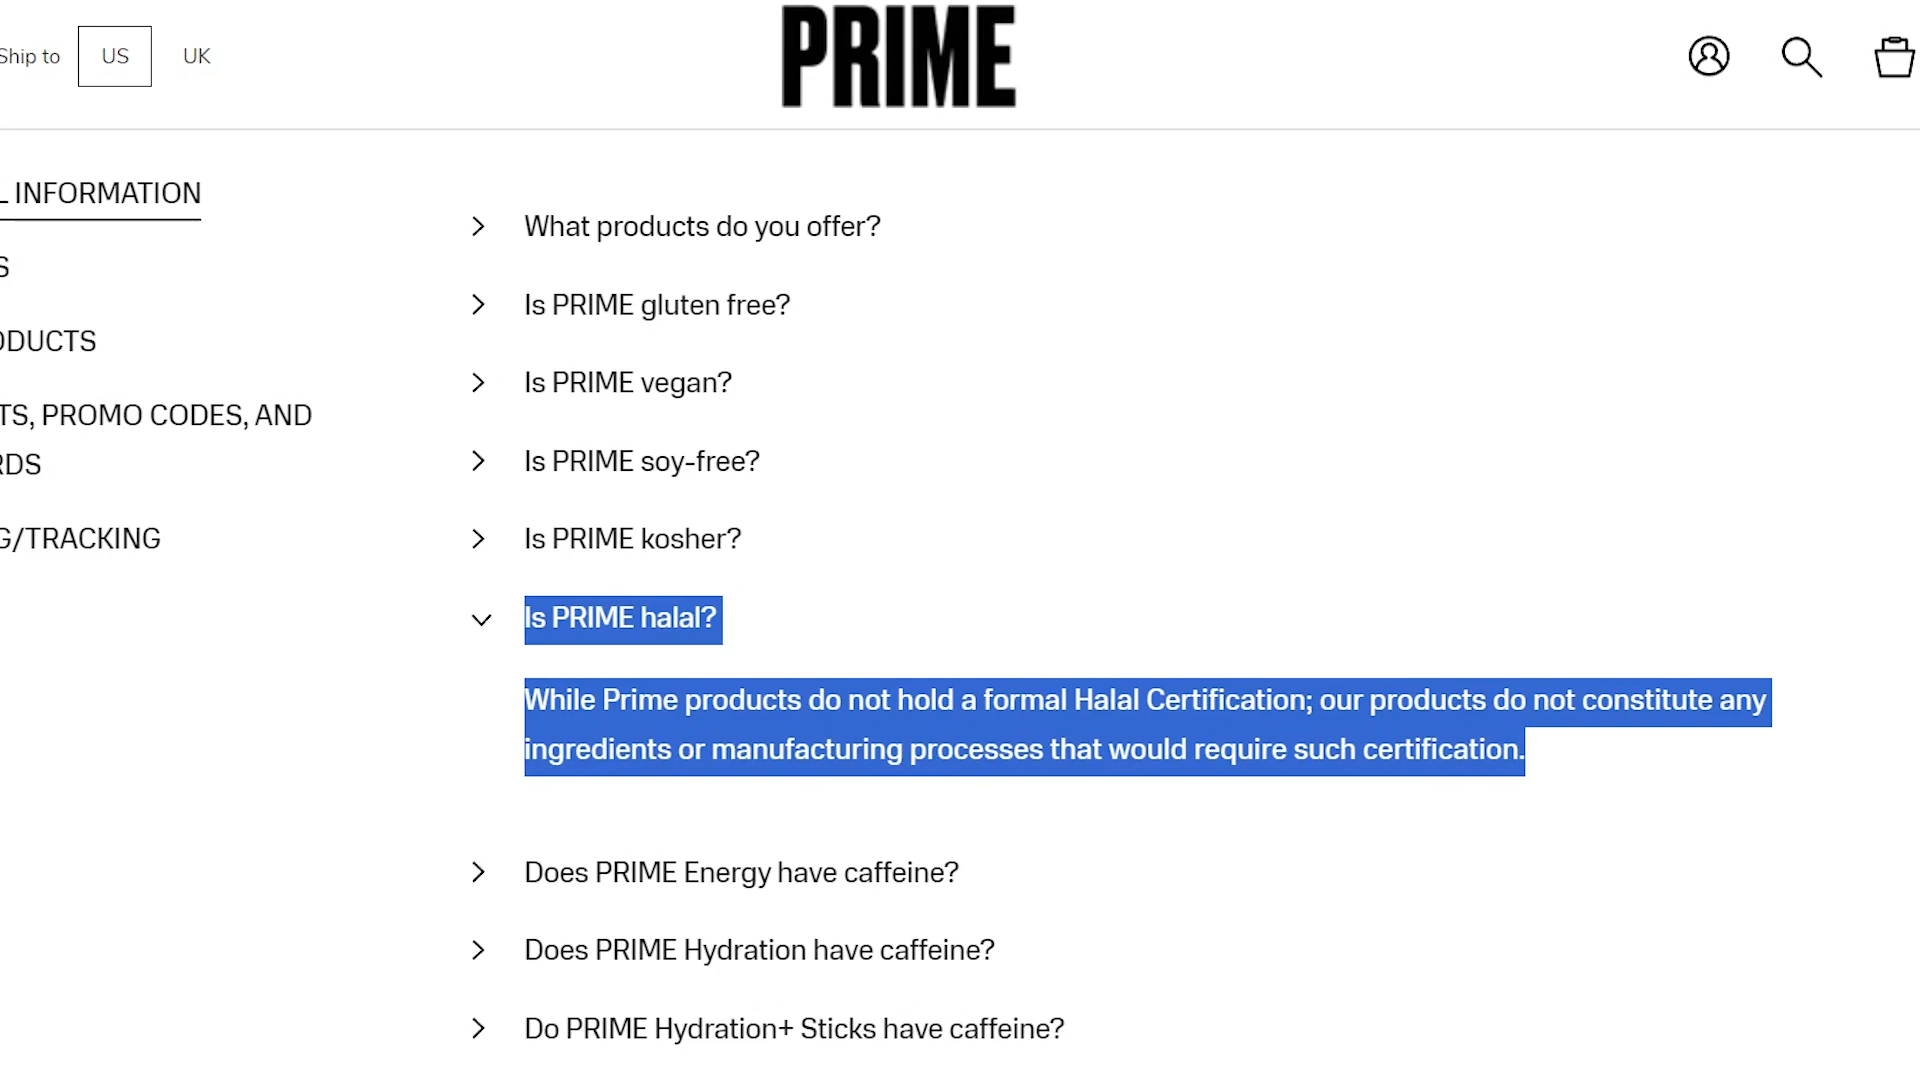 Ship to US UK
PRIME
L INFORMATION
S
ODUCTS
TS, PROMO CODES, AND
RDS
G/TRACKING
What products do you offer?
Is PRIME gluten free?
Is PRIME vegan?
Is PRIME soy-free?
Is PRIME kosher?
Is PRIME halal?
While Prime products do not hold a formal Halal Certification; our products do not constitute any
ingredients or manufacturing processes that would require such certification.
Does PRIME Energy have caffeine?
Does PRIME Hydration have caffeine?
Do PRIME Hydration+ Sticks have caffeine?